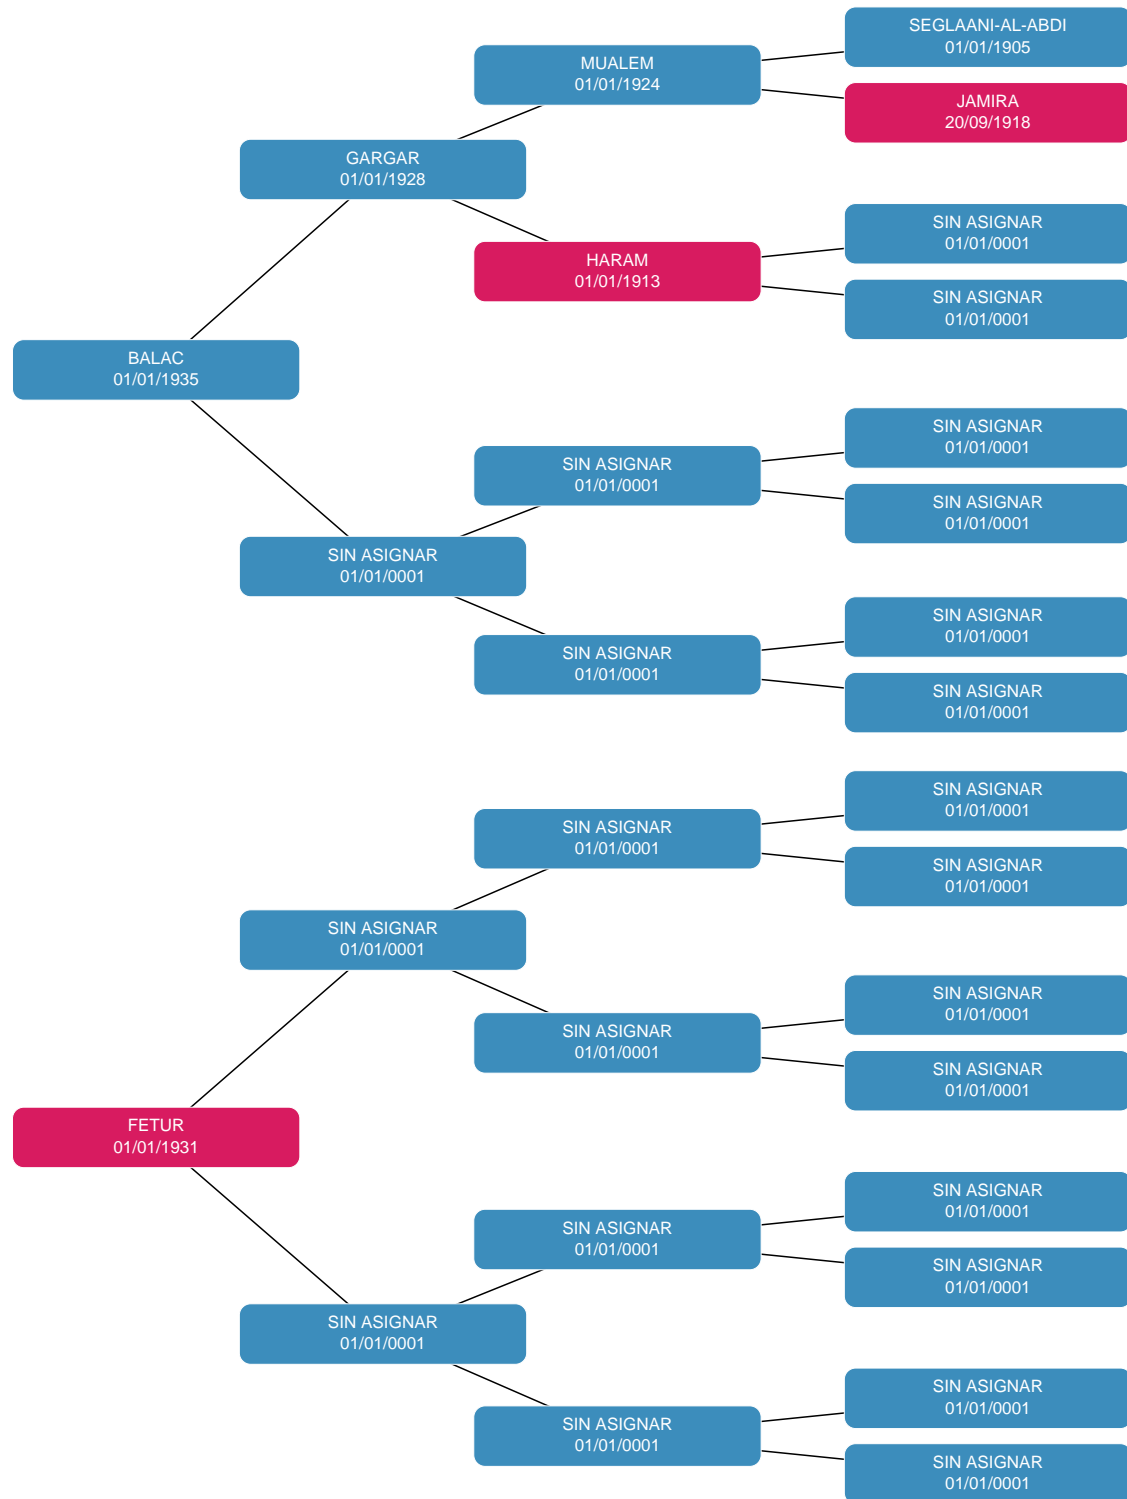 SEGLAANI-AL-ABDI
01/01/1905
MUALEM
01/01/1924
JAMIRA
20/09/1918
GARGAR
01/01/1928
SIN ASIGNAR
01/01/0001
HARAM
01/01/1913
SIN ASIGNAR
01/01/0001
BALAC
01/01/1935
SIN ASIGNAR
01/01/0001
SIN ASIGNAR
01/01/0001
SIN ASIGNAR
01/01/0001
SIN ASIGNAR
01/01/0001
SIN ASIGNAR
01/01/0001
SIN ASIGNAR
01/01/0001
SIN ASIGNAR
01/01/0001
SIN ASIGNAR
01/01/0001
SIN ASIGNAR
01/01/0001
SIN ASIGNAR
01/01/0001
SIN ASIGNAR
01/01/0001
SIN ASIGNAR
01/01/0001
SIN ASIGNAR
01/01/0001
SIN ASIGNAR
01/01/0001
FETUR
01/01/1931
SIN ASIGNAR
01/01/0001
SIN ASIGNAR
01/01/0001
SIN ASIGNAR
01/01/0001
SIN ASIGNAR
01/01/0001
SIN ASIGNAR
01/01/0001
SIN ASIGNAR
01/01/0001
SIN ASIGNAR
01/01/0001